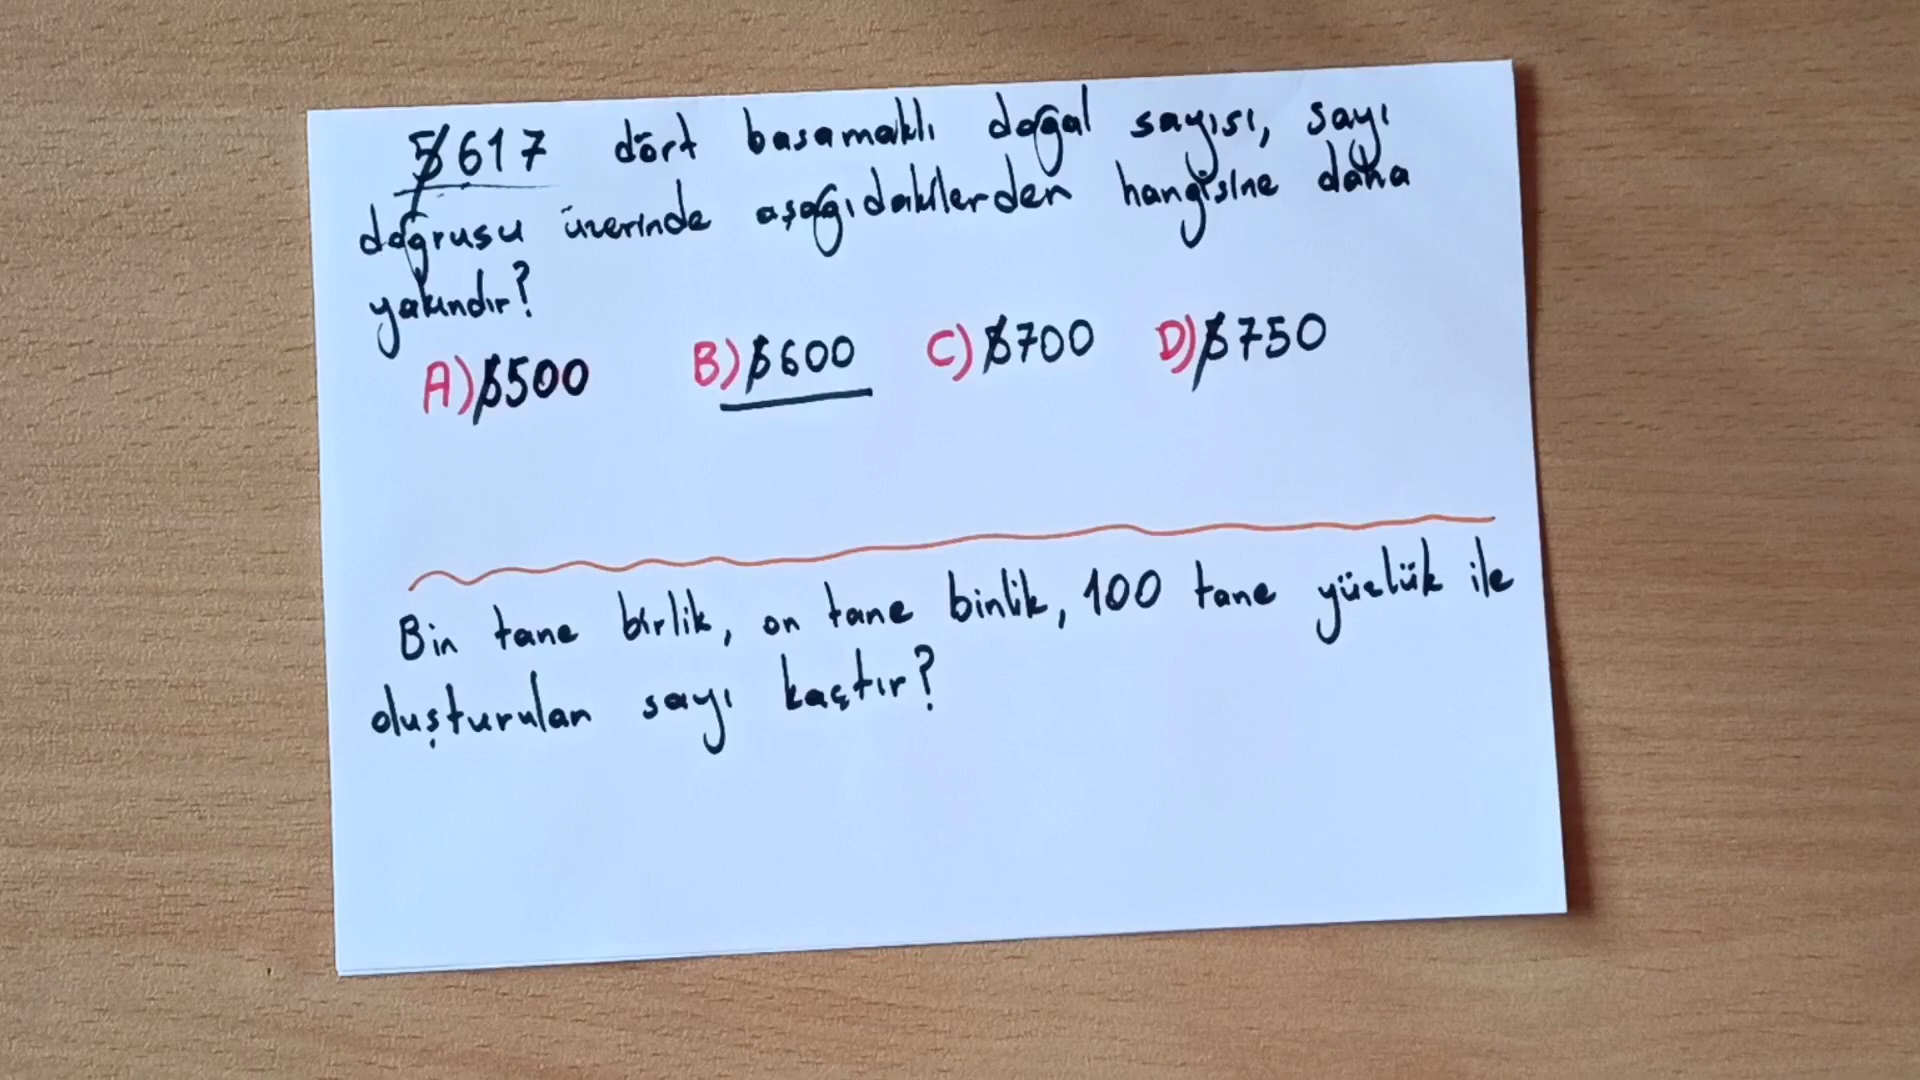 5617 dört basamaklı doğal sayısı, sayı
doğrusu üzerinde aşağıdakilerden hangisine daha
yakındır?
A) 5500 B) 5600 C) 5700 D) 5750
Bin tane birlik, on tane binlik, 100 tane yüzlük ile
oluşturulan sayı kaçtır?